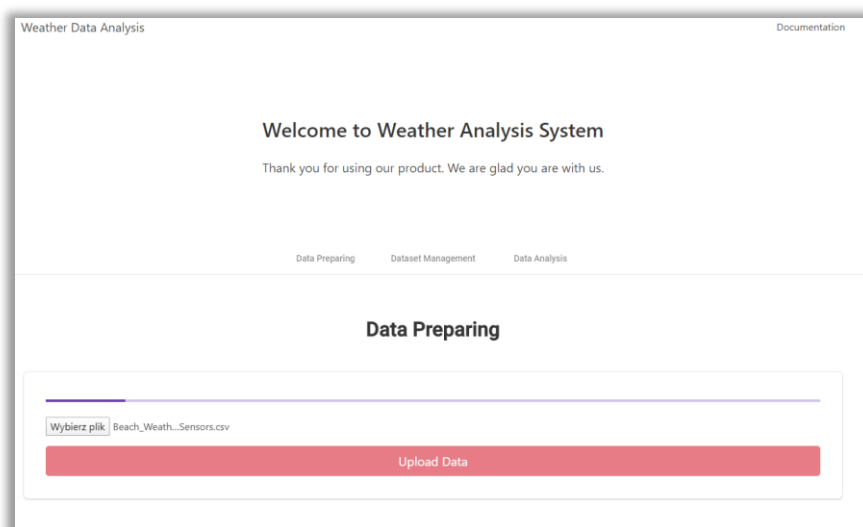 Weather Data Analysis
Documentation
Welcome to Weather Analysis System
Thank you for using our product. We are glad you are with us.
Data Preparing
Dataset Management
Data Analysis
Data Preparing
Wybierz plik Beach_Weath...Sensors.csv
Upload Data